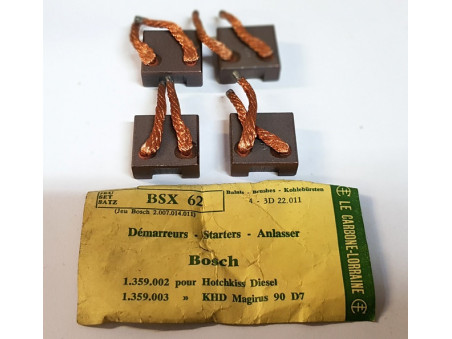 JEU
SET
SATZ
BSX 62
Balais - Brushes - Kohlebürsten
4 - 3D 22.011
(Jeu Bosch 2.007.014.011)
Démarreurs - Starters - Anlasser
Bosch
1.359.002 pour Hotchkiss Diesel
1.359.003 » KHD Magirus 90 D7
LE CARBONE-LORRAINE